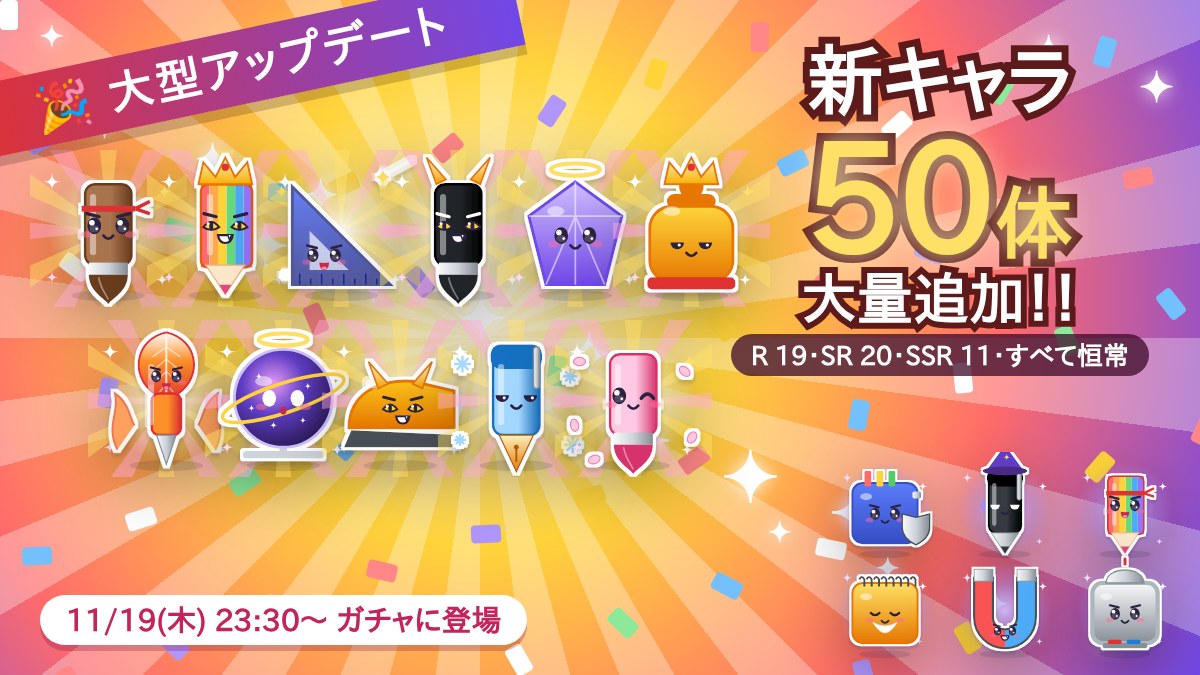 大型アップデート
新キャラ
50体
大量追加!!
R 19・SR 20・SSR 11・すべて恒常
11/19(木) 23:30〜 ガチャに登場